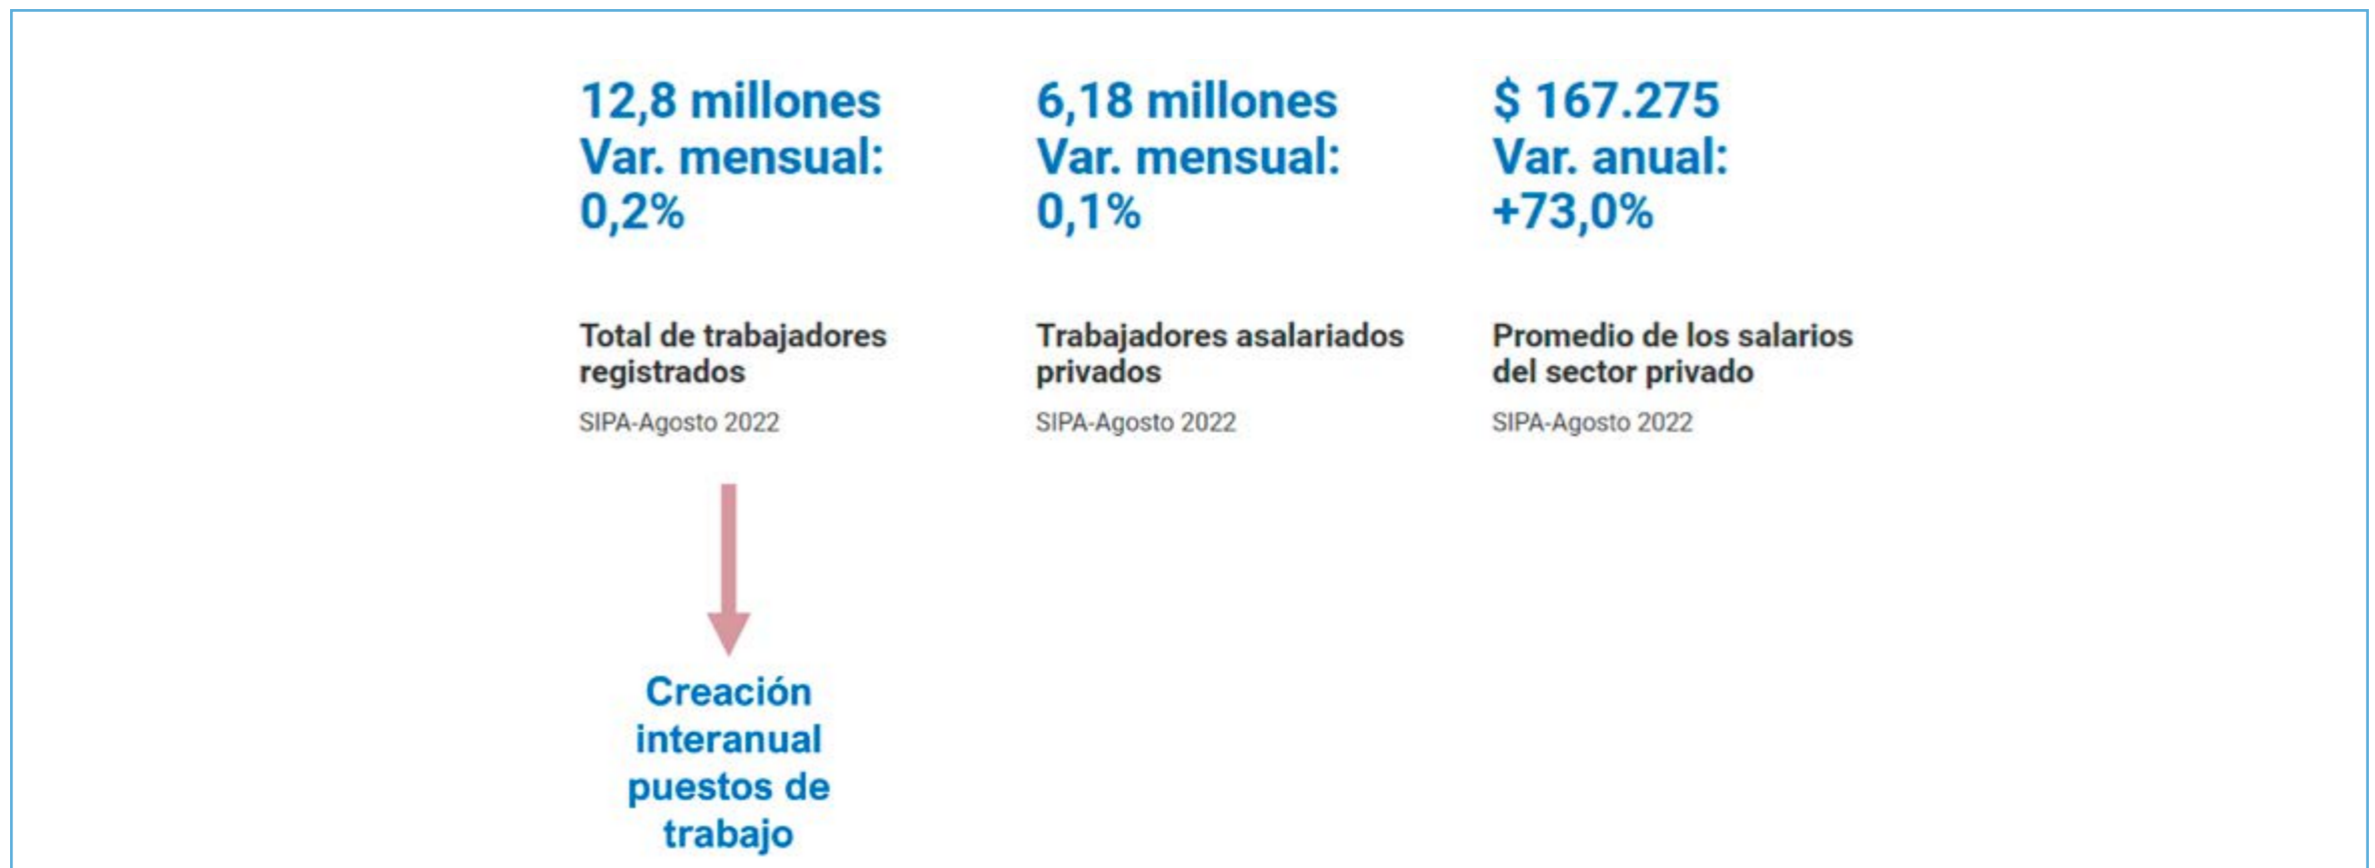 12,8 millones
Var. mensual:
0,2%
Total de trabajadores
registrados
SIPA-Agosto 2022
6,18 millones
Var. mensual:
0,1%
Trabajadores asalariados
privados
SIPA-Agosto 2022
$ 167.275
Var. anual:
+73,0%
Promedio de los salarios
del sector privado
SIPA-Agosto 2022
Creación
interanual
puestos de
trabajo